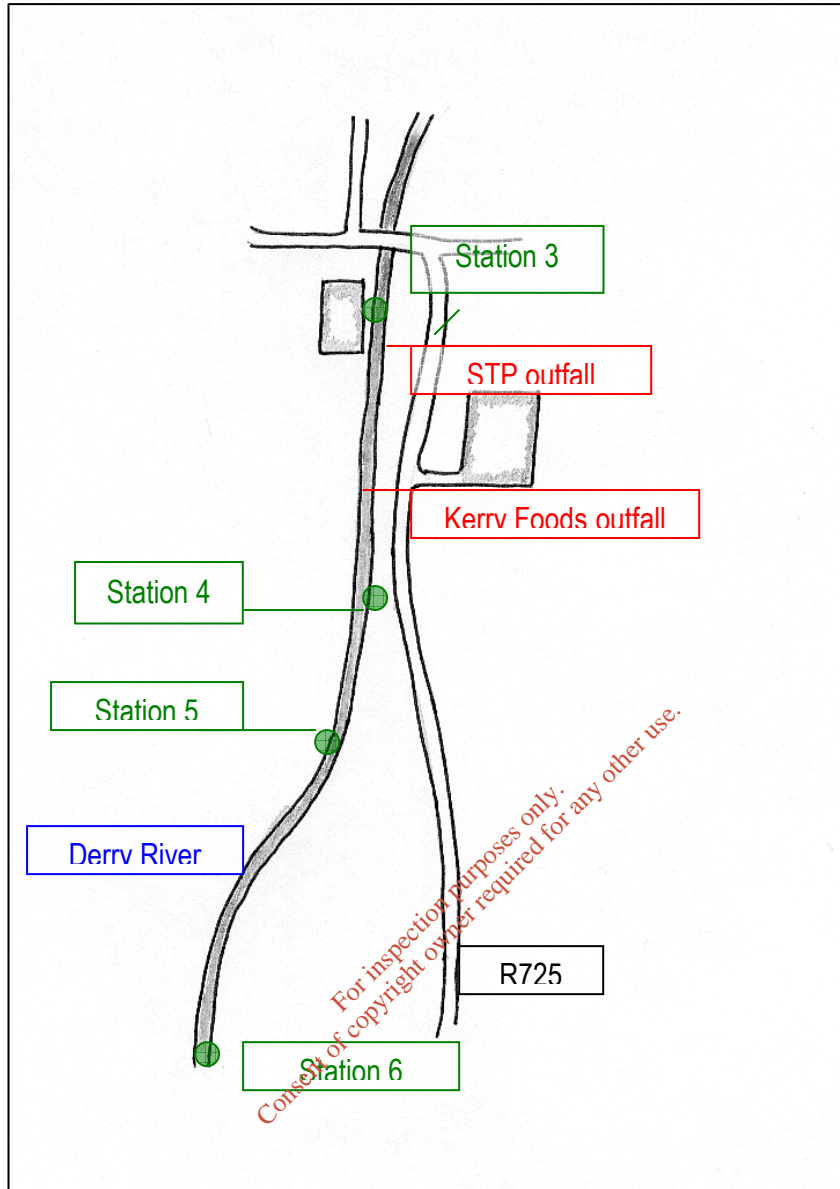 Station 3
STP outfall
Kerry Foods outfall
Station 4
Station 5
Derry River
R725
Station 6
For inspection purposes only.
Consent of copyright owner required for any other use.